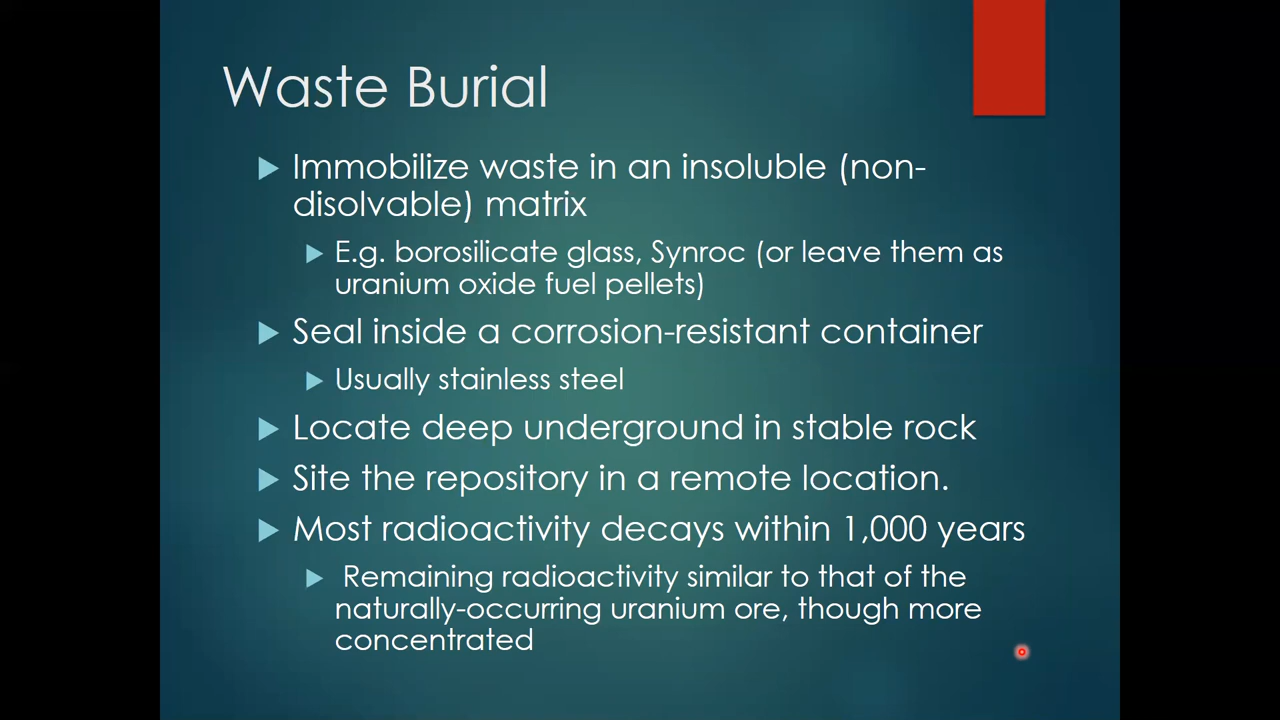 Waste Burial
Immobilize waste in an insoluble (non-
disolvable) matrix
E.g. borosilicate glass, Synroc (or leave them as
uranium oxide fuel pellets)
Seal inside a corrosion-resistant container
Usually stainless steel
Locate deep underground in stable rock
Site the repository in a remote location.
Most radioactivity decays within 1,000 years
Remaining radioactivity similar to that of the
naturally-occurring uranium ore, though more
concentrated